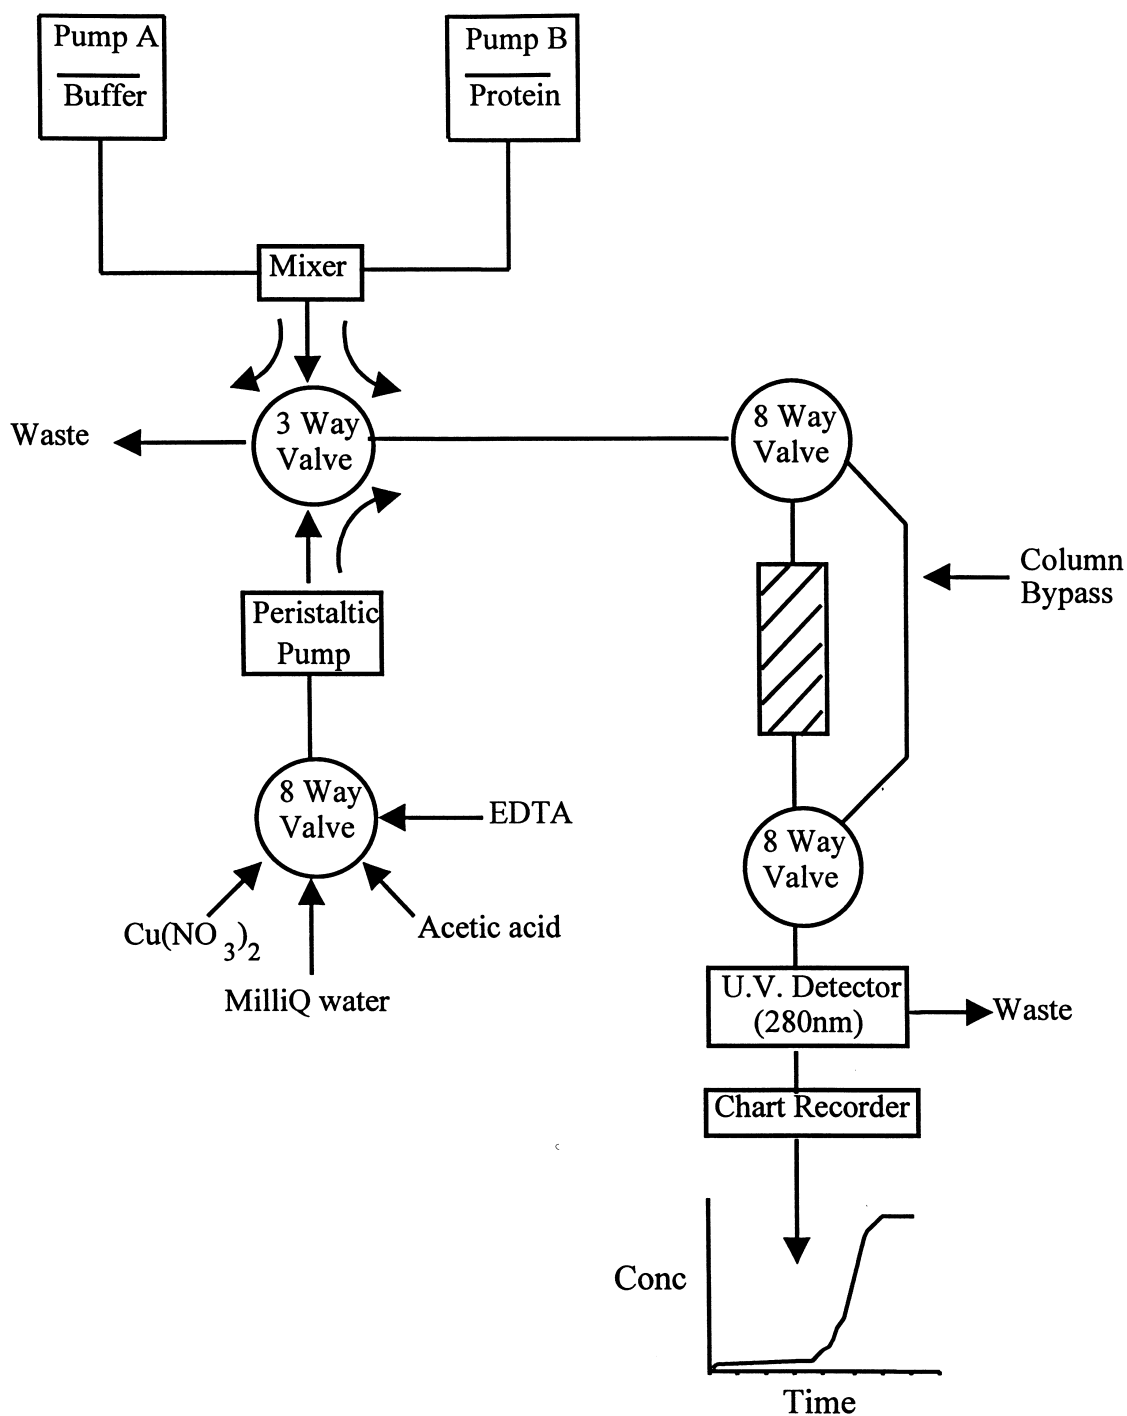 Pump A
Buffer
Pump B
Protein
Mixer
Waste
3 Way
Valve
8 Way
Valve
Column
Bypass
Peristaltic
Pump
8 Way
Valve
EDTA
Cu(NO3)2
Acetic acid
MilliQ water
8 Way
Valve
U.V. Detector
(280nm)
Waste
Chart Recorder
Conc
Time